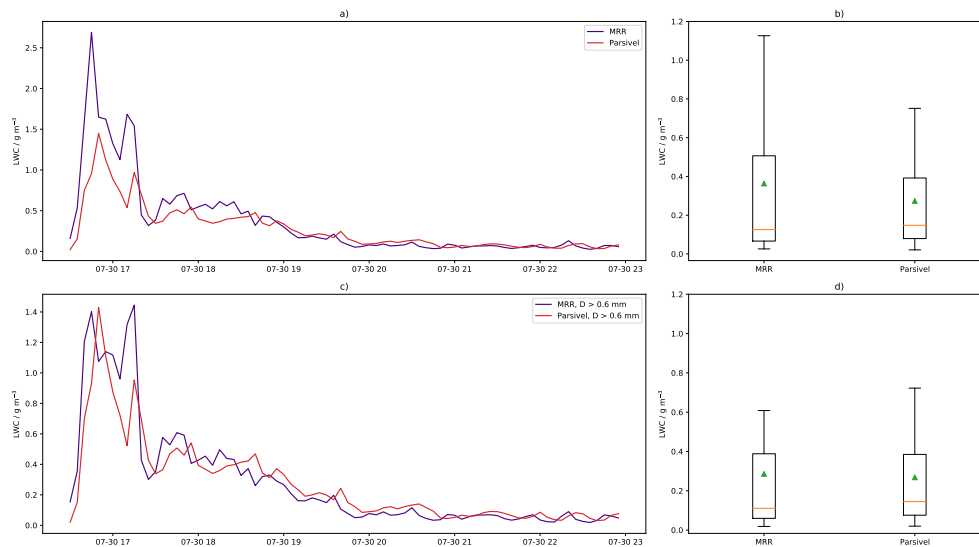 a)
LWC / g m⁻³
2.5
2.0
1.5
1.0
0.5
0.0
MRR
Parsivel
07-30 17
07-30 18
07-30 19
07-30 20
07-30 21
07-30 22
07-30 23
b)
LWC / g m⁻³
1.2
1.0
0.8
0.6
0.4
0.2
0.0
MRR
Parsivel
c)
LWC / g m⁻³
1.4
1.2
1.0
0.8
0.6
0.4
0.2
0.0
MRR, D > 0.6 mm
Parsivel, D > 0.6 mm
07-30 17
07-30 18
07-30 19
07-30 20
07-30 21
07-30 22
07-30 23
d)
LWC / g m⁻³
1.2
1.0
0.8
0.6
0.4
0.2
0.0
MRR
Parsivel